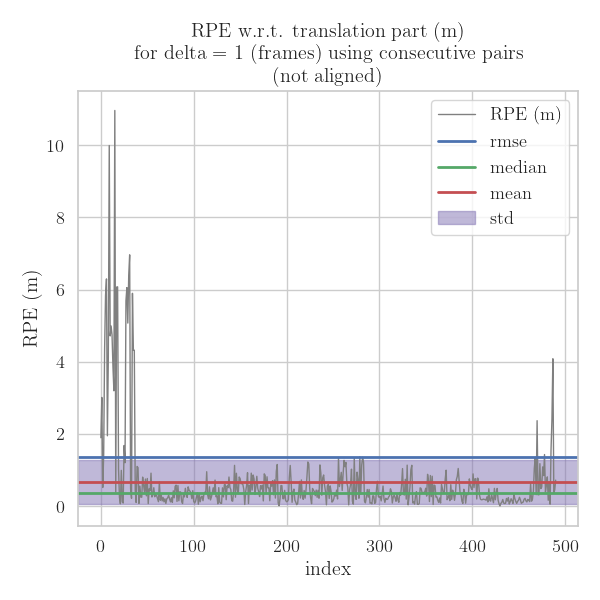 RPE w.r.t. translation part (m)
for delta = 1 (frames) using consecutive pairs
(not aligned)
RPE (m)
rmse
median
mean
std
RPE (m)
10
8
6
4
2
0
0
100
200
300
400
500
index